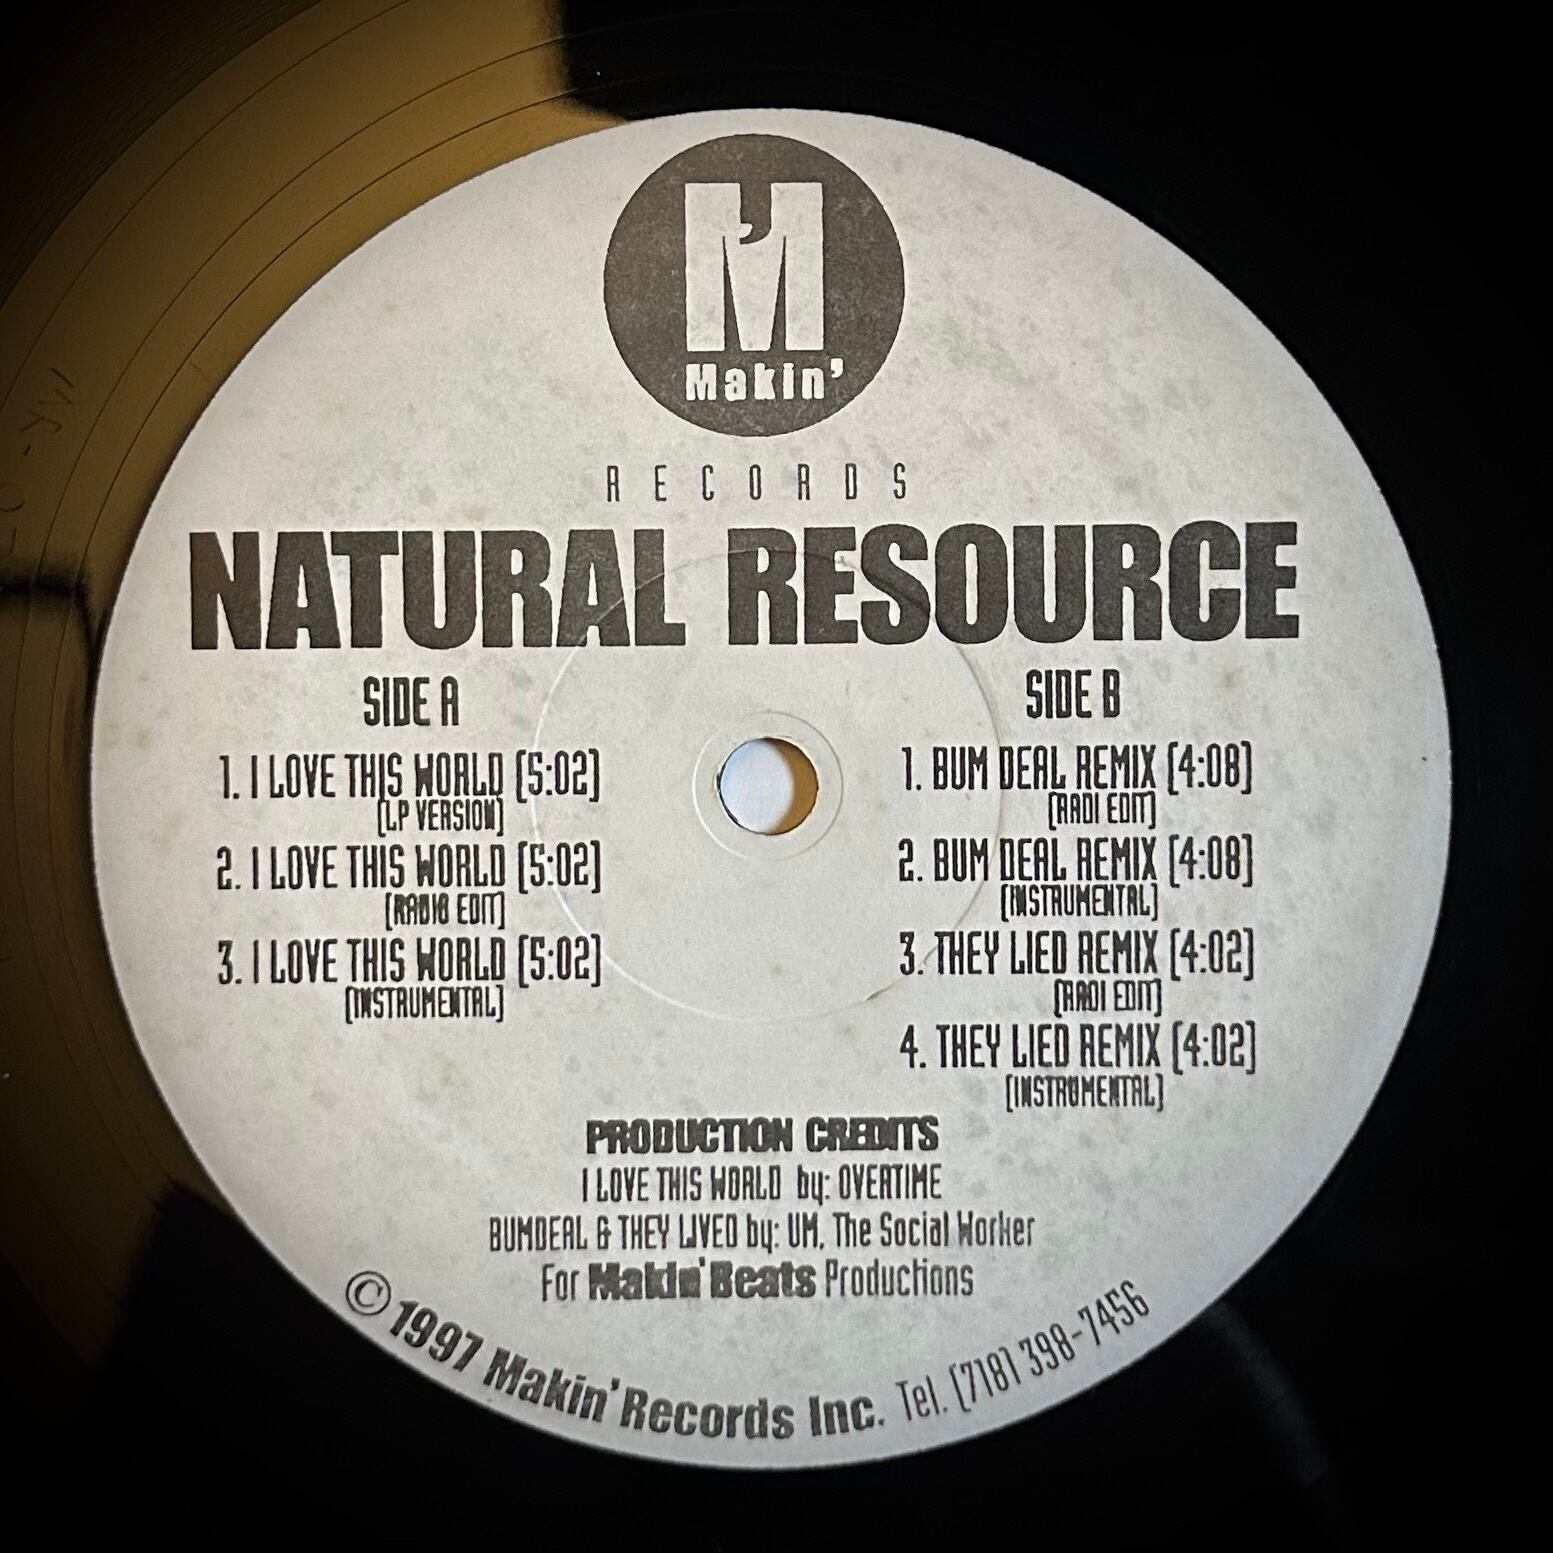 M'
Makin'
RECORDS
NATURAL RESOURCE
SIDE A
1. I LOVE THIS WORLD [5:02]
[LP VERSION]
2. I LOVE THIS WORLD [5:02]
[RADIO EDIT]
3. I LOVE THIS WORLD [5:02]
[INSTRUMENTAL]
SIDE B
1. BUM DEAL REMIX [4:08]
[RADI EDIT]
2. BUM DEAL REMIX [4:08]
[INSTRUMENTAL]
3. THEY LIED REMIX [4:02]
[RADI EDIT]
4. THEY LIED REMIX [4:02]
[INSTRUMENTAL]
PRODUCTION CREDITS
I LOVE THIS WORLD by: OVERTIME
BUMDEAL & THEY LIVED by: UM, The Social Worker
For Makin' Beats Productions
© 1997 Makin' Records Inc. Tel. [718] 398-7456